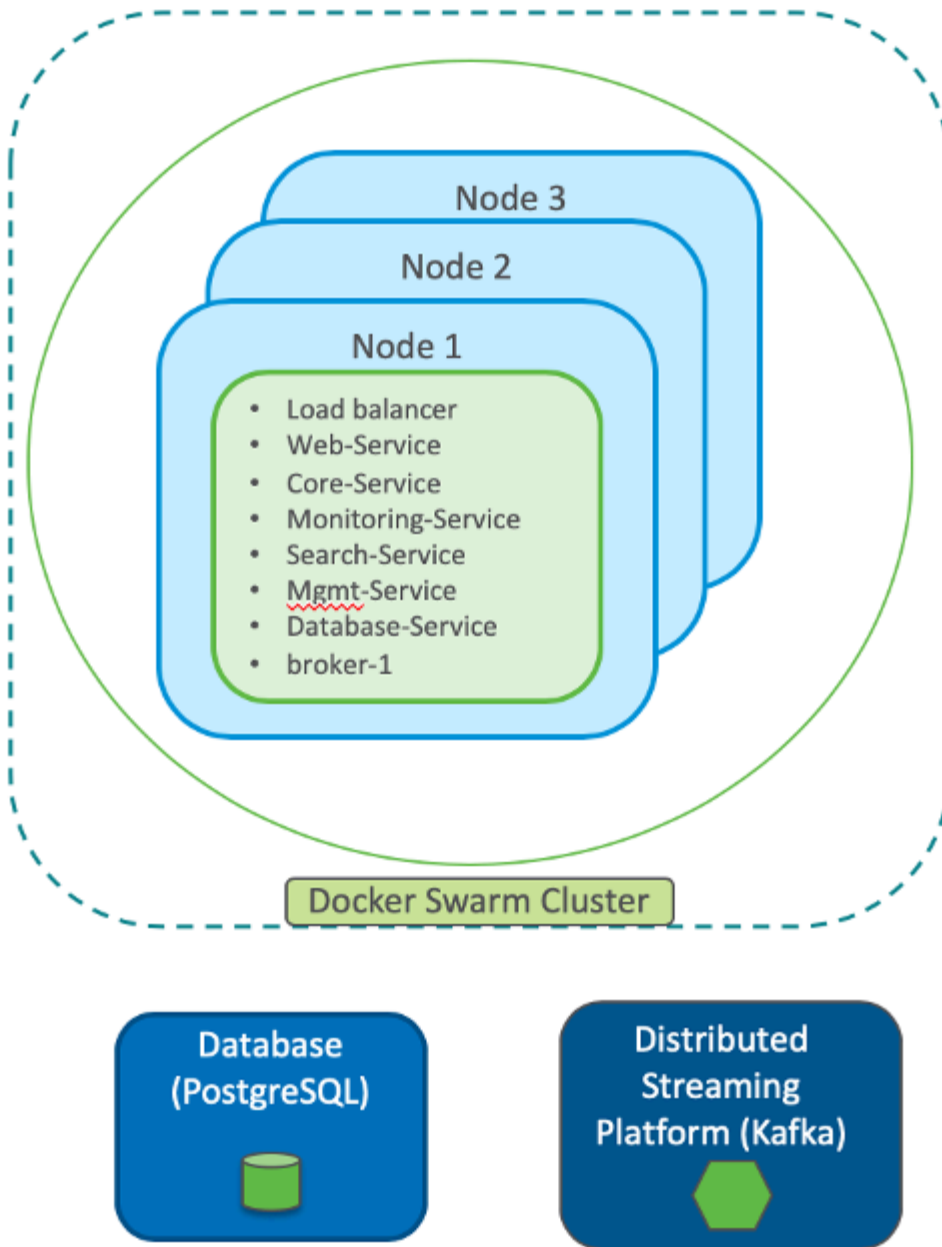 Node 3
Node 2
Node 1
• Load balancer
• Web-Service
• Core-Service
• Monitoring-Service
• Search-Service
• Mgmt-Service
• Database-Service
• broker-1
Docker Swarm Cluster
Database
(PostgreSQL)
Distributed
Streaming
Platform (Kafka)